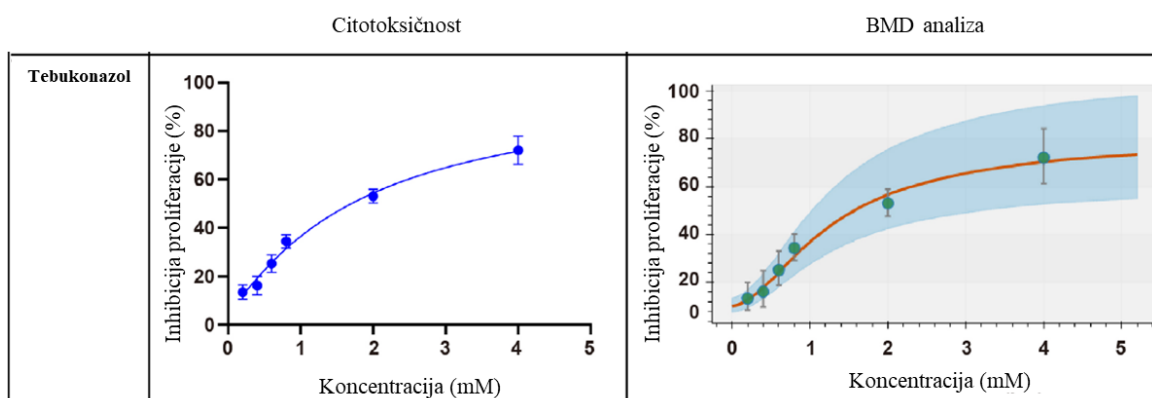 Citotoksičnost
BMD analiza
Tebukonazol
Inhibicija proliferacije (%)
100
80
60
40
20
0
0 1 2 3 4 5
Koncentracija (mM)
Inhibicija proliferacije (%)
100
80
60
40
20
0
0 1 2 3 4 5
Koncentracija (mM)